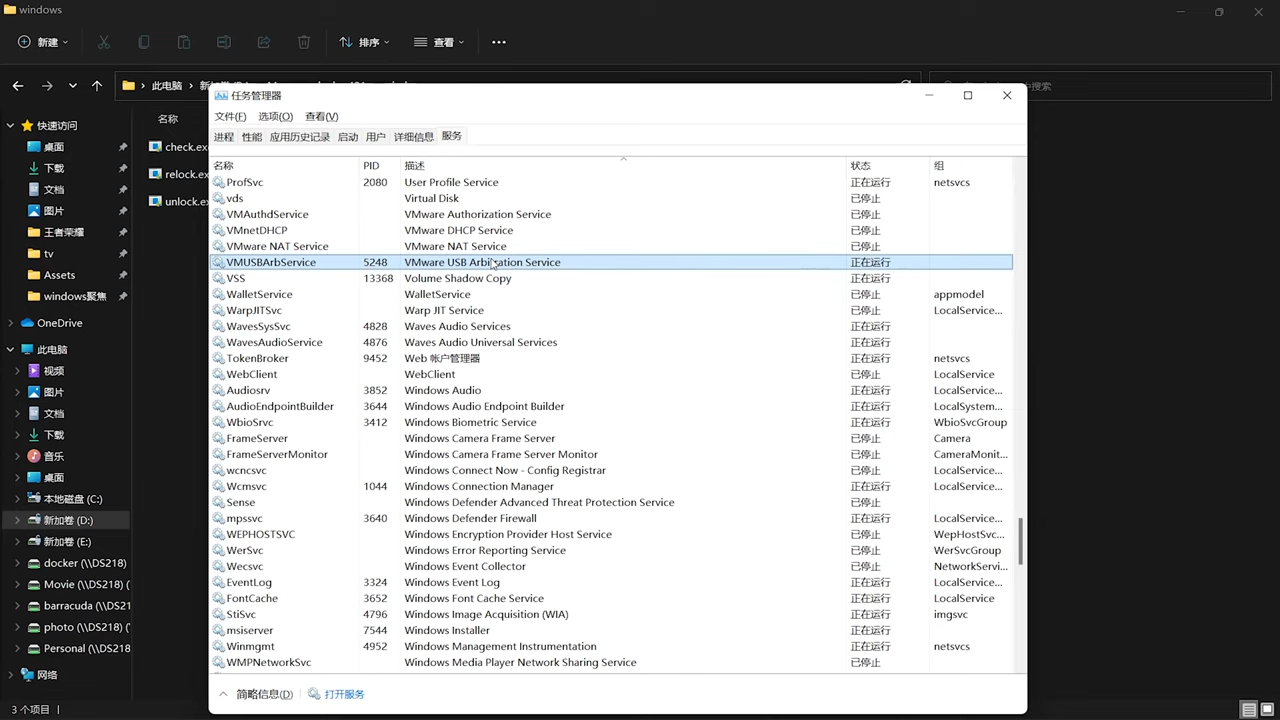 windows
新建 排序 查看
此电脑
任务管理器
文件(F) 选项(O) 查看(V)
进程 性能 应用历史记录 启动 用户 详细信息 服务
名称 PID 描述 状态 组
ProfSvc 2080 User Profile Service 正在运行 netsvcs
vds Virtual Disk 已停止
VMAuthdService VMware Authorization Service 已停止
VMnetDHCP VMware DHCP Service 已停止
VMware NAT Service VMware NAT Service 已停止
VMUSBArbService 5248 VMware USB Arbitration Service 正在运行
VSS 13368 Volume Shadow Copy 正在运行
WalletService WalletService 已停止 appmodel
WarpJITSvc Warp JIT Service 已停止 LocalService...
WavesSysSvc 4828 Waves Audio Services 正在运行
WavesAudioService 4876 Waves Audio Universal Services 正在运行
TokenBroker 9452 Web 帐户管理器 正在运行 netsvcs
WebClient WebClient 已停止 LocalService
Audiosrv 3852 Windows Audio 正在运行 LocalService...
AudioEndpointBuilder 3644 Windows Audio Endpoint Builder 正在运行 LocalSystem...
WbioSrvc 3412 Windows Biometric Service 正在运行 WbioSvcGroup
FrameServer Windows Camera Frame Server 已停止 Camera
FrameServerMonitor Windows Camera Frame Server Monitor 已停止 CameraMonit...
wcncsvc Windows Connect Now - Config Registrar 已停止 LocalService...
Wcmsvc 1044 Windows Connection Manager 正在运行 LocalService...
Sense Windows Defender Advanced Threat Protection Service 已停止
mpssvc 3640 Windows Defender Firewall 正在运行 LocalService...
WEPHOSTSVC Windows Encryption Provider Host Service 已停止 WepHostSvc...
WerSvc Windows Error Reporting Service 已停止 WerSvcGroup
Wecsvc Windows Event Collector 已停止 NetworkServi...
EventLog 3324 Windows Event Log 正在运行 LocalService...
FontCache 3652 Windows Font Cache Service 正在运行 LocalService
StiSvc 4796 Windows Image Acquisition (WIA) 正在运行 imgsvc
msiserver 7544 Windows Installer 正在运行
Winmgmt 4952 Windows Management Instrumentation 正在运行 netsvcs
WMPNetworkSvc Windows Media Player Network Sharing Service 已停止
简略信息(D) 打开服务
名称
check.ex
relock.ex
unlock.ex
快速访问
桌面
下载
文档
图片
王者荣耀
tv
Assets
windows聚焦
OneDrive
此电脑
视频
图片
文档
下载
音乐
桌面
本地磁盘 (C:)
新加卷 (D:)
新加卷 (E:)
docker (\\DS218)
Movie (\\DS218) (
barracuda (\\DS21
photo (\\DS218) (
Personal (\\DS218
网络
3 个项目